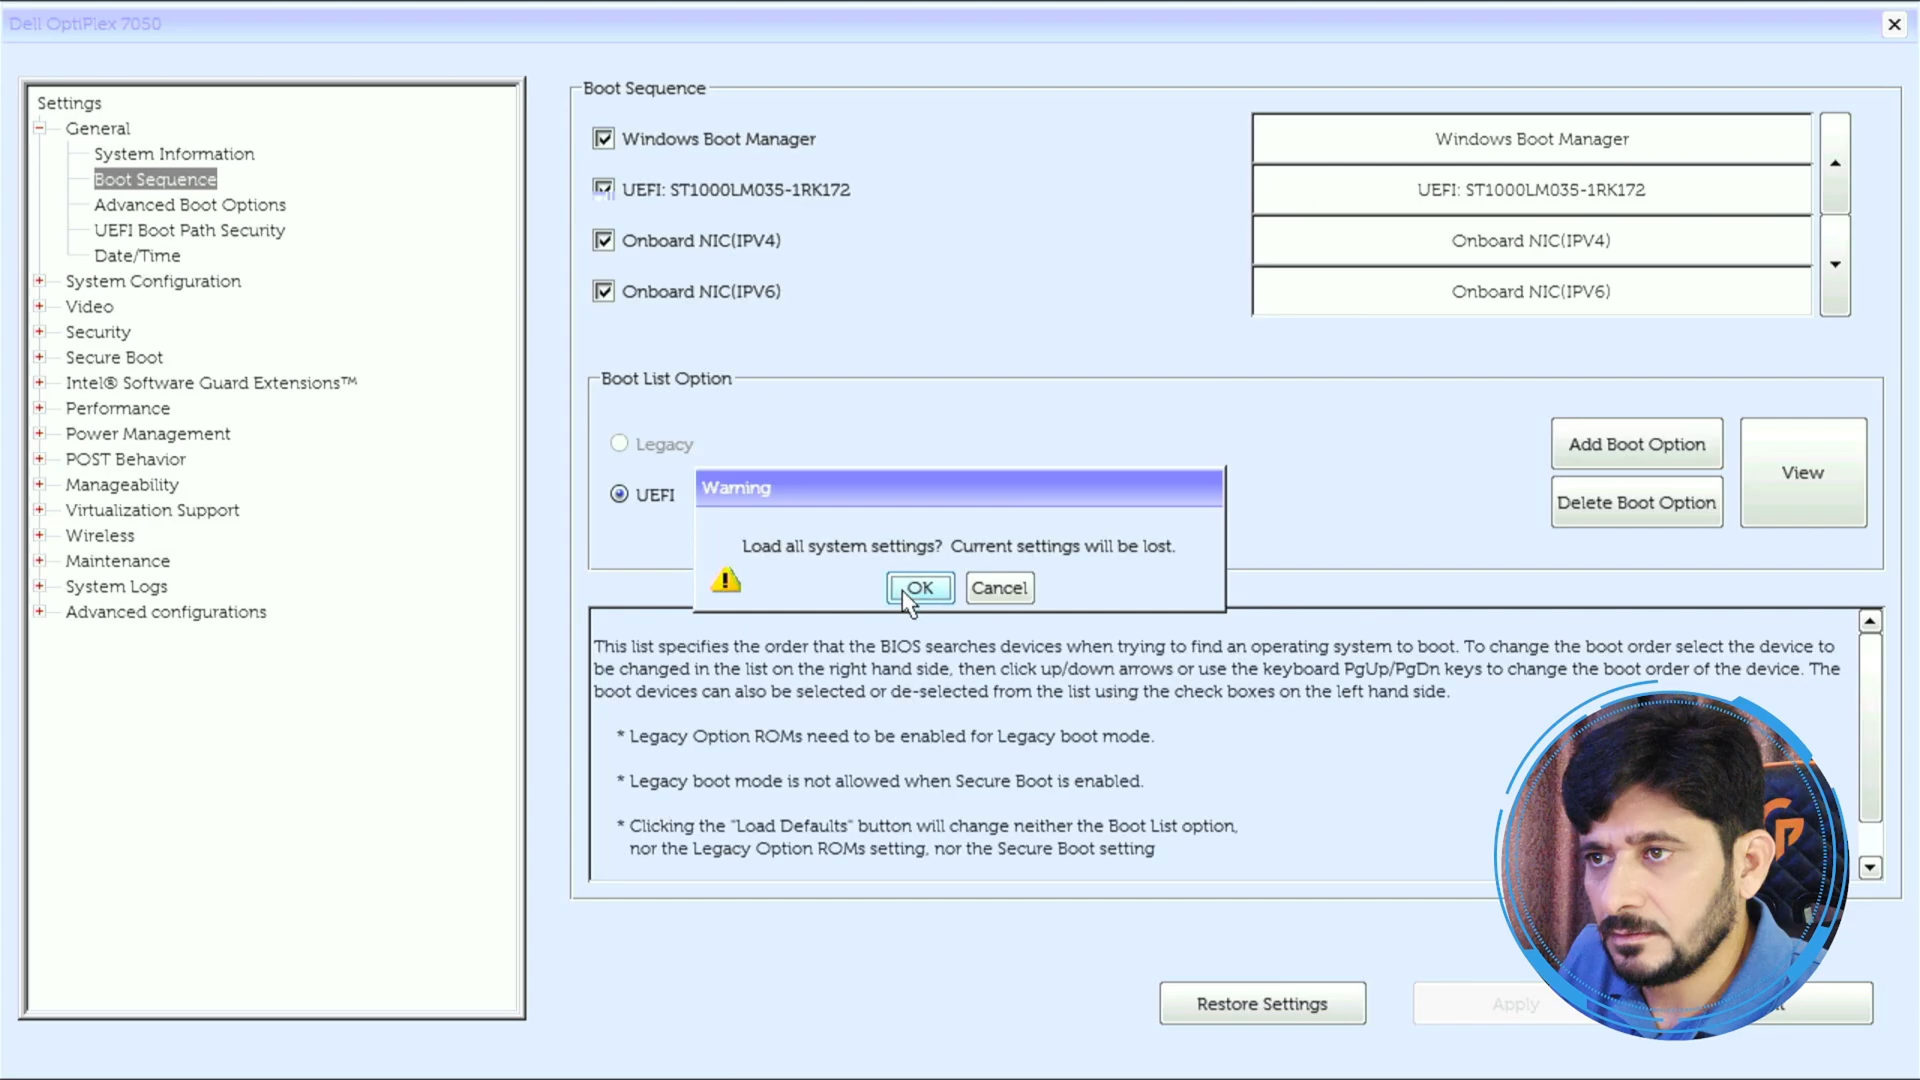 Dell OptiPlex 7050
Settings
General
System Information
Boot Sequence
Advanced Boot Options
UEFI Boot Path Security
Date/Time
System Configuration
Video
Security
Secure Boot
Intel® Software Guard Extensions™
Performance
Power Management
POST Behavior
Manageability
Virtualization Support
Wireless
Maintenance
System Logs
Advanced configurations
Boot Sequence
Windows Boot Manager
UEFI: ST1000LM035-1RK172
Onboard NIC(IPV4)
Onboard NIC(IPV6)
Windows Boot Manager
UEFI: ST1000LM035-1RK172
Onboard NIC(IPV4)
Onboard NIC(IPV6)
Boot List Option
Legacy
UEFI
Add Boot Option
Delete Boot Option
View
Warning
Load all system settings? Current settings will be lost.
OK
Cancel
This list specifies the order that the BIOS searches devices when trying to find an operating system to boot. To change the boot order select the device to
be changed in the list on the right hand side, then click up/down arrows or use the keyboard PgUp/PgDn keys to change the boot order of the device. The
boot devices can also be selected or de-selected from the list using the check boxes on the left hand side.
* Legacy Option ROMs need to be enabled for Legacy boot mode.
* Legacy boot mode is not allowed when Secure Boot is enabled.
* Clicking the "Load Defaults" button will change neither the Boot List option,
nor the Legacy Option ROMs setting, nor the Secure Boot setting
Restore Settings
Apply